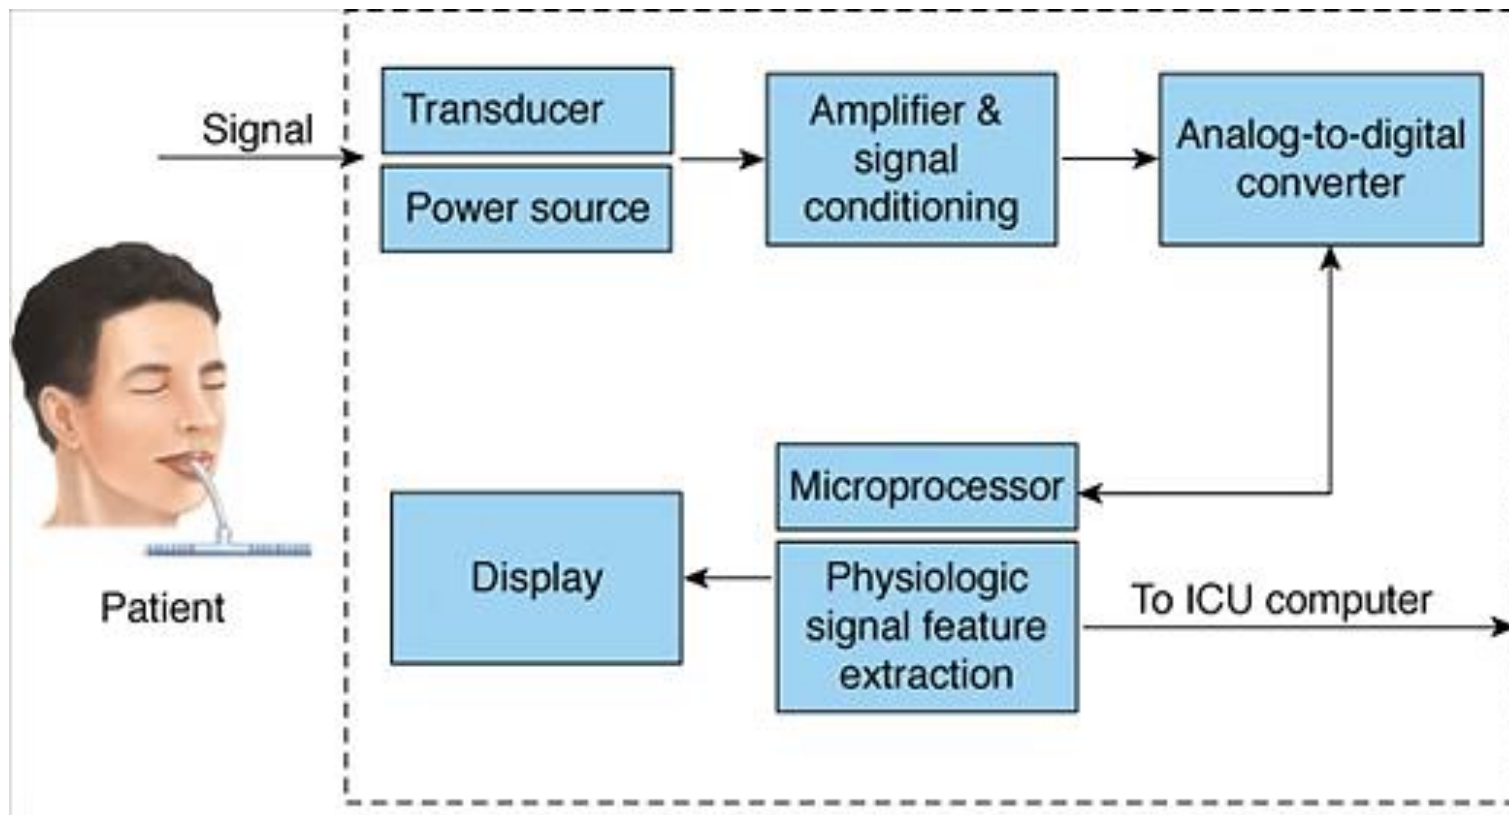 Signal
Transducer
Power source
Amplifier &
signal
conditioning
Analog-to-digital
converter
Patient
Display
Microprocessor
Physiologic
signal feature
extraction
To ICU computer